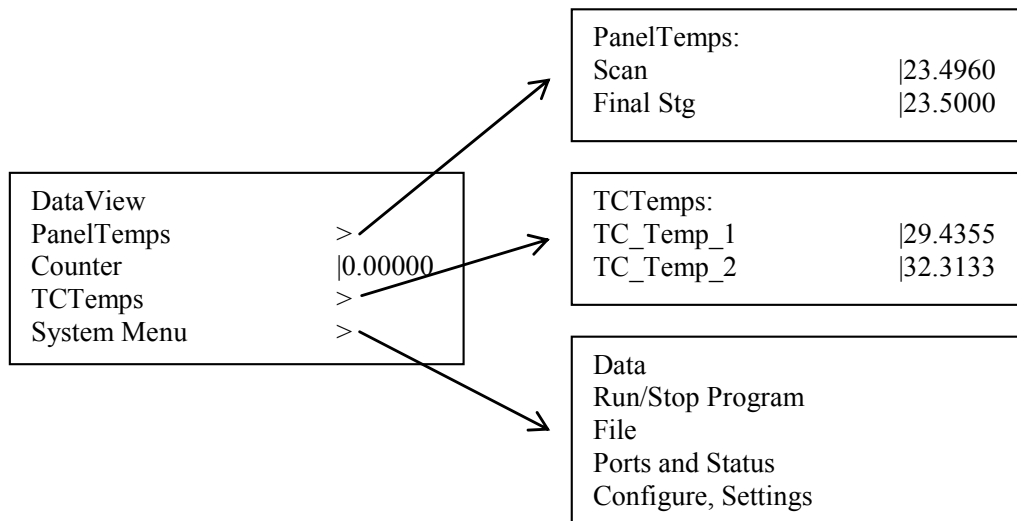 DataView
PanelTemps >
Counter |0.00000
TCTemps >
System Menu >
PanelTemps:
Scan |23.4960
Final Stg |23.5000
TCTemps:
TC_Temp_1 |29.4355
TC_Temp_2 |32.3133
Data
Run/Stop Program
File
Ports and Status
Configure, Settings